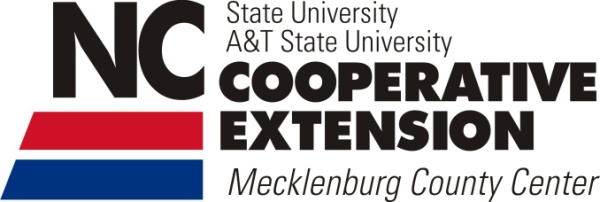 NC
State University
A&T State University
COOPERATIVE
EXTENSION
Mecklenburg County Center